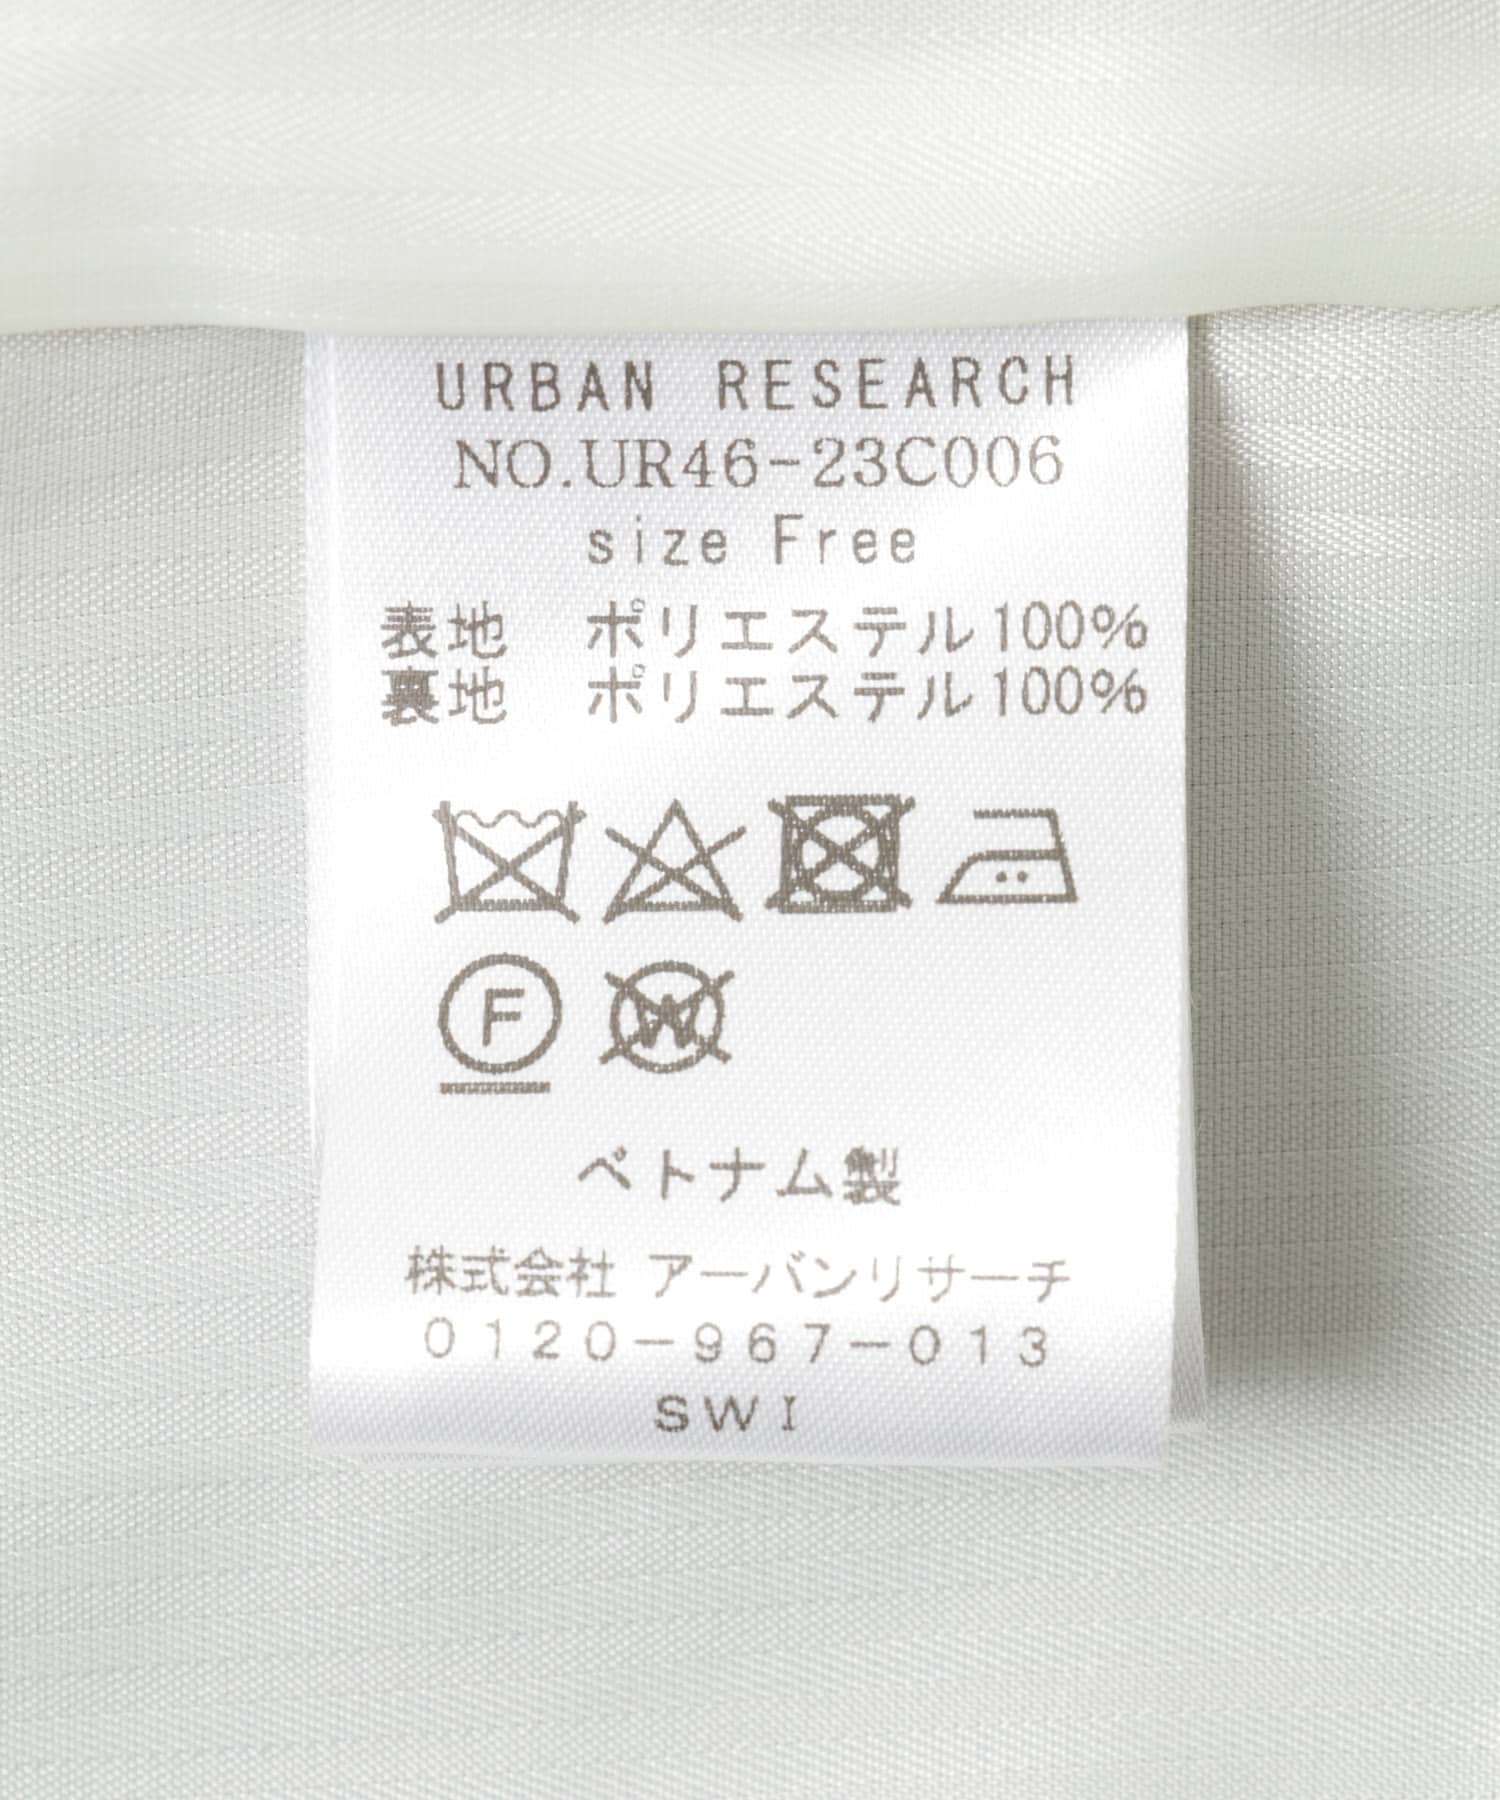 URBAN RESEARCH
NO.UR46-23C006
size Free
表地 ポリエステル100%
裏地 ポリエステル100%
F W
ベトナム製
株式会社 アーバンリサーチ
0120-967-013
SWI